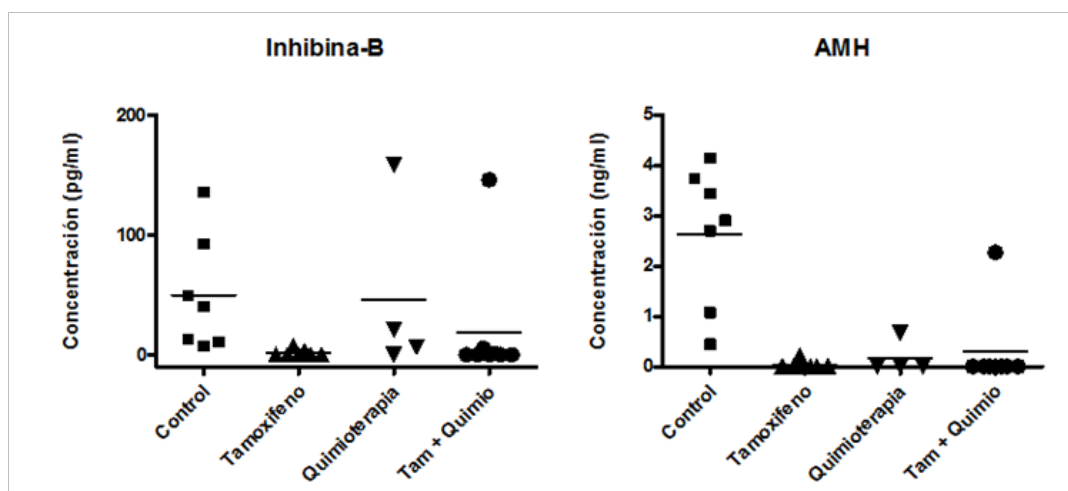 Inhibina-B
Concentración (pg/ml)
200
100
0
Control
Tamoxifeno
Quimioterapia
Tam + Quimio
AMH
Concentración (ng/ml)
5
4
3
2
1
0
Control
Tamoxifeno
Quimioterapia
Tam + Quimio